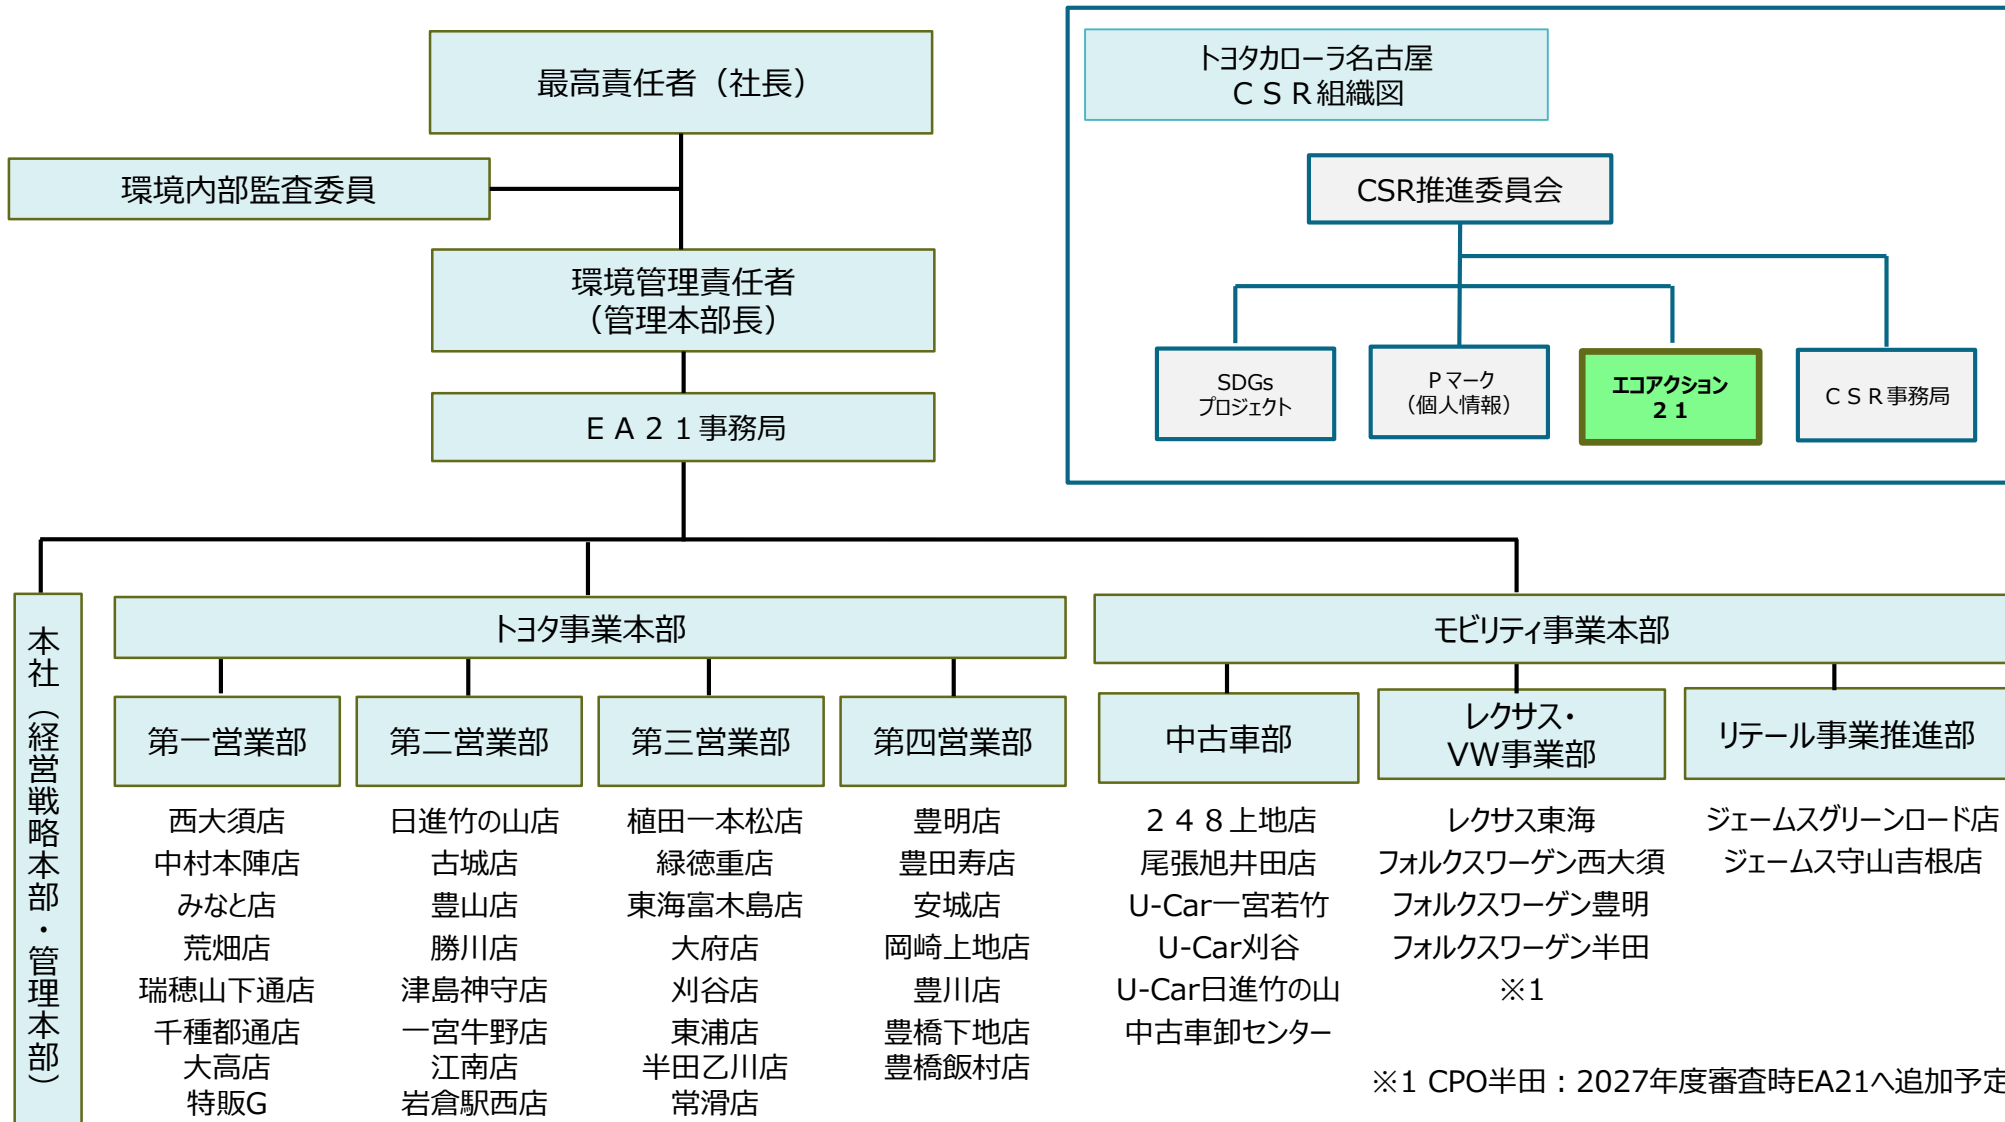 最高責任者（社長）
環境内部監査委員
環境管理責任者
（管理本部長）
ＥＡ２１事務局
トヨタカローラ名古屋
ＣＳＲ組織図
CSR推進委員会
SDGs
プロジェクト
Ｐマーク
（個人情報）
エコアクション
２１
ＣＳＲ事務局
本社（経営戦略本部・管理本部）
トヨタ事業本部
第一営業部
西大須店
中村本陣店
みなと店
荒畑店
瑞穂山下通店
千種都通店
大高店
特販G
第二営業部
日進竹の山店
古城店
豊山店
勝川店
津島神守店
一宮牛野店
江南店
岩倉駅西店
第三営業部
植田一本松店
緑徳重店
東海富木島店
大府店
刈谷店
東浦店
半田乙川店
常滑店
第四営業部
豊明店
豊田寿店
安城店
岡崎上地店
豊川店
豊橋下地店
豊橋飯村店
モビリティ事業本部
中古車部
２４８上地店
尾張旭井田店
U-Car一宮若竹
U-Car刈谷
U-Car日進竹の山
中古車卸センター
レクサス・
VW事業部
レクサス東海
フォルクスワーゲン西大須
フォルクスワーゲン豊明
フォルクスワーゲン半田
※1
リテール事業推進部
ジェームスグリーンロード店
ジェームス守山吉根店
※1 CPO半田：2027年度審査時EA21へ追加予定